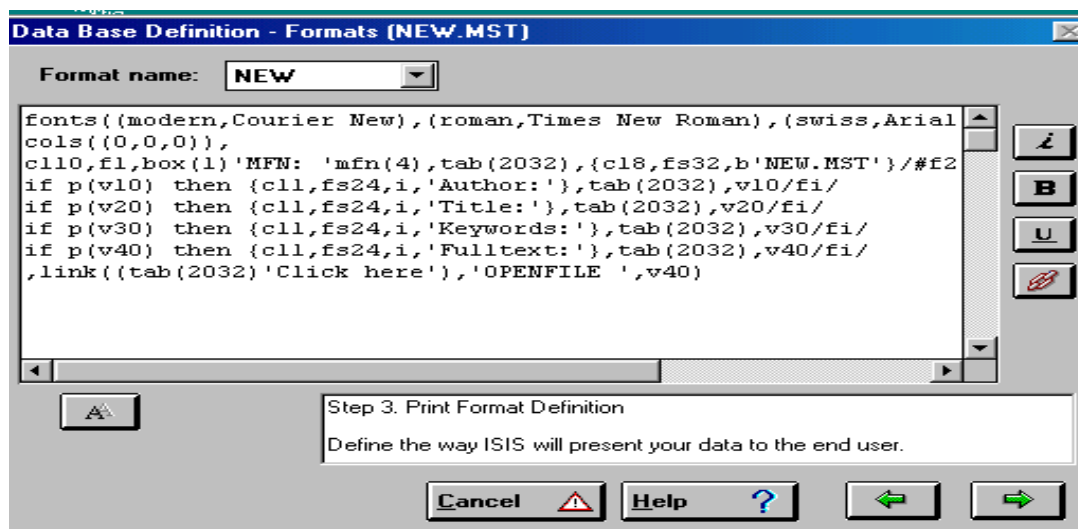 Data Base Definition - Formats (NEW.MST)
Format name: NEW
fonts((modern,Courier New),(roman,Times New Roman),(swiss,Arial
cols((0,0,0)),
cl10,f1,box(1)'MFN: 'mfn(4),tab(2032),{cl8,fs32,b'NEW.MST'}/#f2
if p(v10) then {cl1,fs24,i,'Author:'},tab(2032),v10/fi/
if p(v20) then {cl1,fs24,i,'Title:'},tab(2032),v20/fi/
if p(v30) then {cl1,fs24,i,'Keywords:'},tab(2032),v30/fi/
if p(v40) then {cl1,fs24,i,'Fulltext:'},tab(2032),v40/fi/
,link((tab(2032)'Click here'),'OPENFILE ',v40)
i
B
U
A
Step 3. Print Format Definition
Define the way ISIS will present your data to the end user.
Cancel Help ?